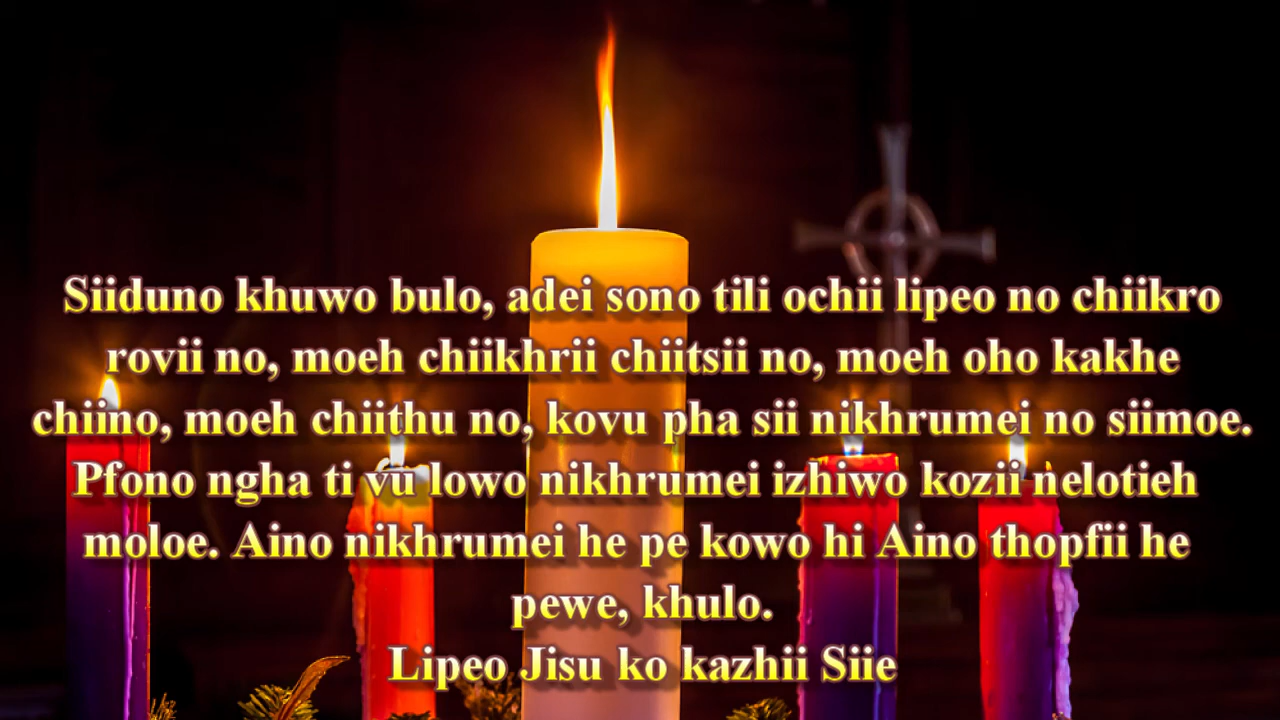 Siiduno khuwo bulo, adei sono tili ochii lipeo no chiikro
rovii no, moeh chiikhrii chiitsii no, moeh oho kakhe
chiino, moeh chiithu no, kovu pha sii nikhrumei no siimoe.
Pfono ngha ti vu lowo nikhrumei izhiwo kozii nelotieh
moloe. Aino nikhrumei he pe kowo hi Aino thopfii he
pewe, khulo.
Lipeo Jisu ko kazhii Siie